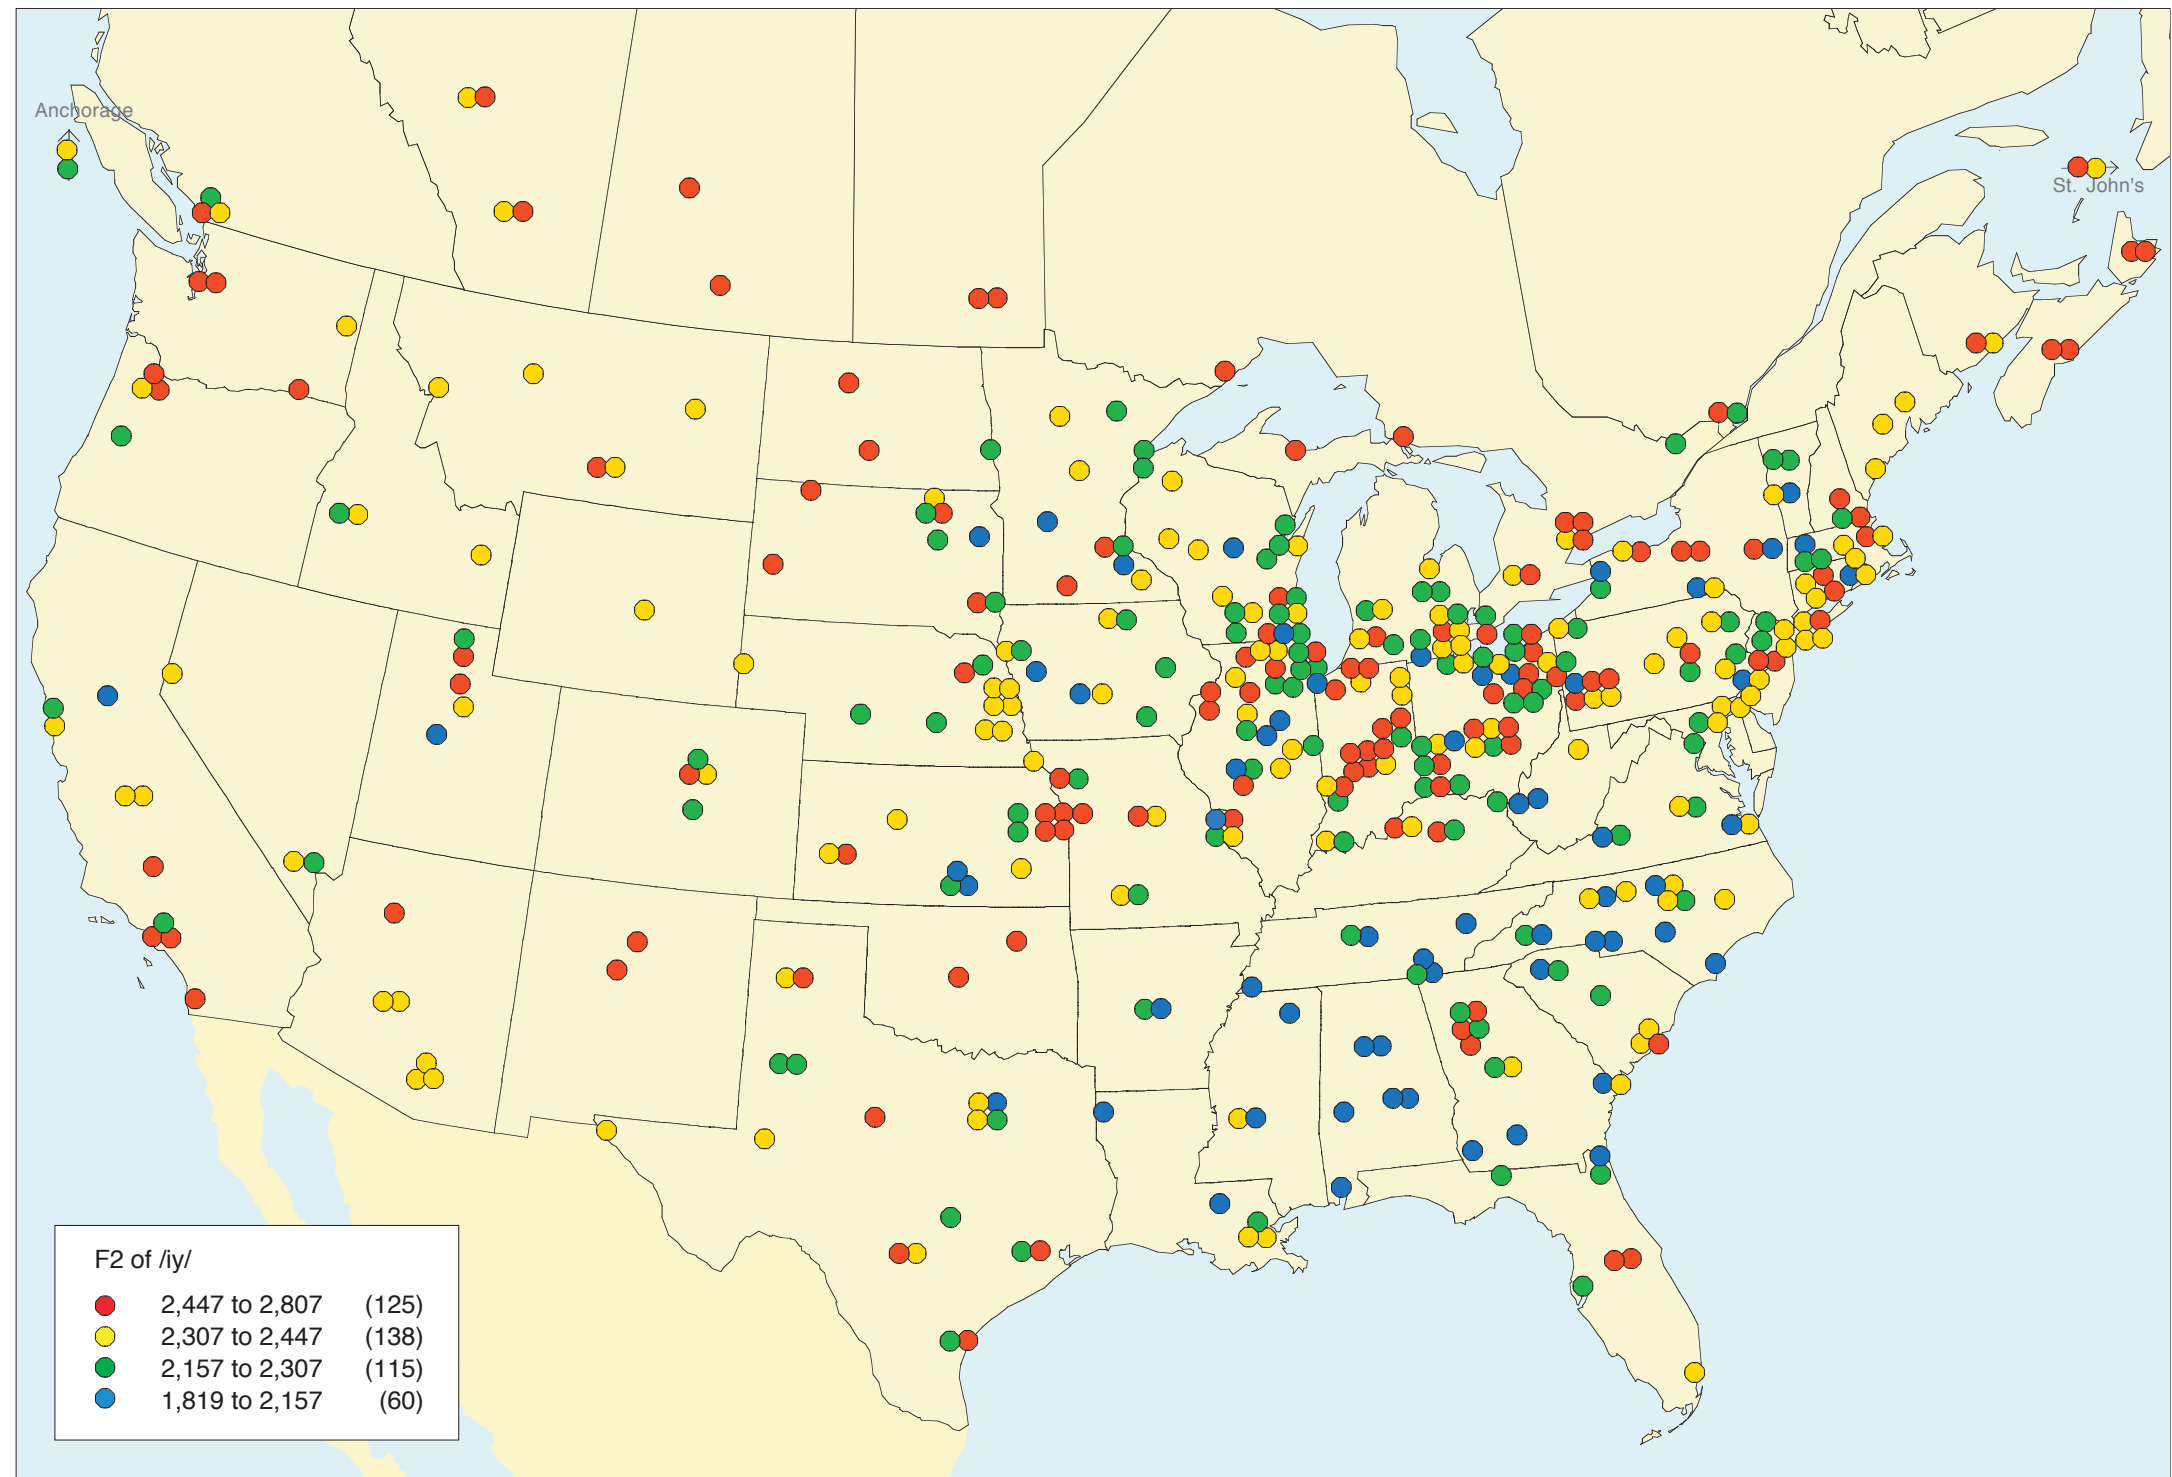 Anchorage
St. John's
F2 of /iy/
2,447 to 2,807 (125)
2,307 to 2,447 (138)
2,157 to 2,307 (115)
1,819 to 2,157 (60)